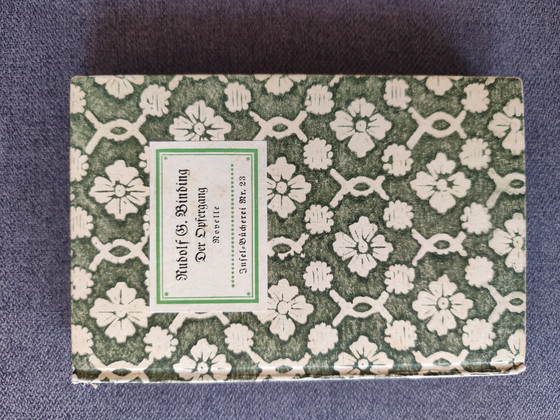 Rudolf G. Binding
Der Opfergang
Novelle
Insel-Bücherei Nr. 23